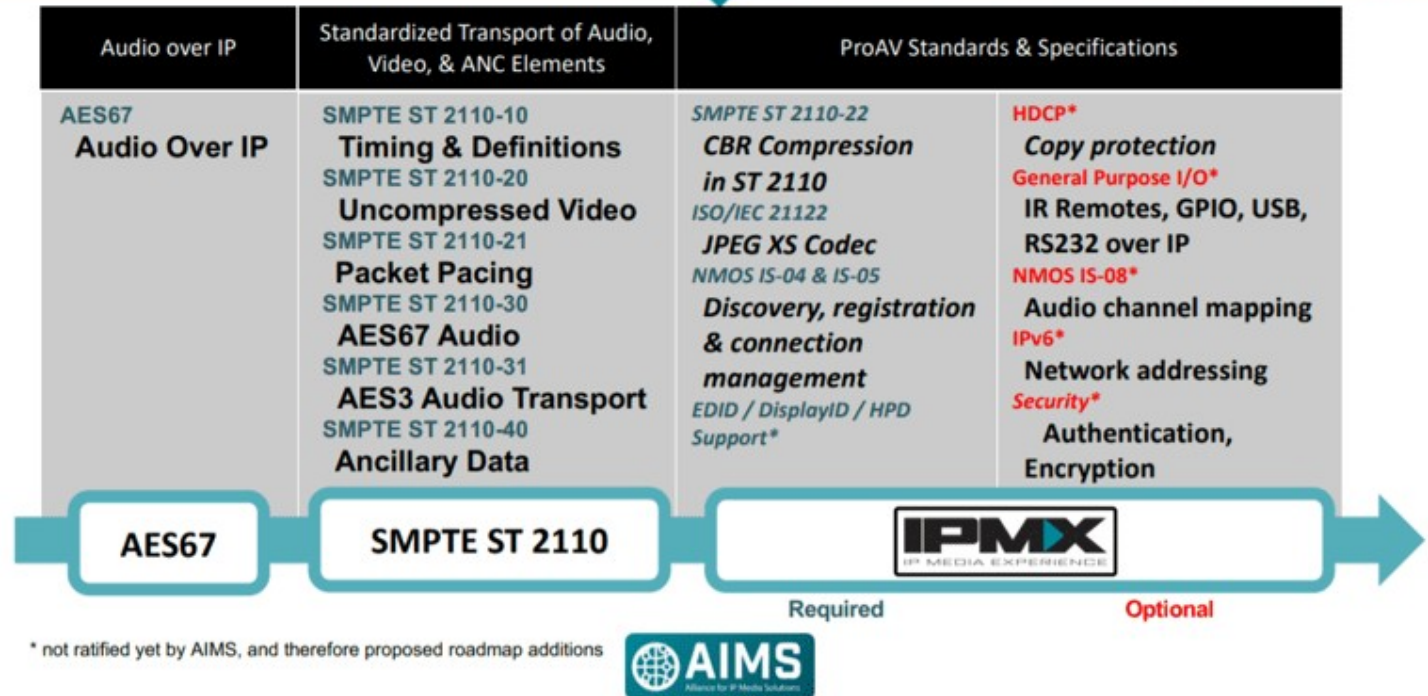 Audio over IP
Standardized Transport of Audio,
Video, & ANC Elements
ProAV Standards & Specifications
AES67
Audio Over IP
SMPTE ST 2110-10
Timing & Definitions
SMPTE ST 2110-20
Uncompressed Video
SMPTE ST 2110-21
Packet Pacing
SMPTE ST 2110-30
AES67 Audio
SMPTE ST 2110-31
AES3 Audio Transport
SMPTE ST 2110-40
Ancillary Data
SMPTE ST 2110-22
CBR Compression
in ST 2110
ISO/IEC 21122
JPEG XS Codec
NMOS IS-04 & IS-05
Discovery, registration
& connection
management
EDID / DisplayID / HPD
Support*
HDCP*
Copy protection
General Purpose I/O*
IR Remotes, GPIO, USB,
RS232 over IP
NMOS IS-08*
Audio channel mapping
IPv6*
Network addressing
Security*
Authentication,
Encryption
AES67
SMPTE ST 2110
IPMX
IP MEDIA EXPERIENCE
Required
Optional
* not ratified yet by AIMS, and therefore proposed roadmap additions
AIMS
Alliance for IP Media Solutions